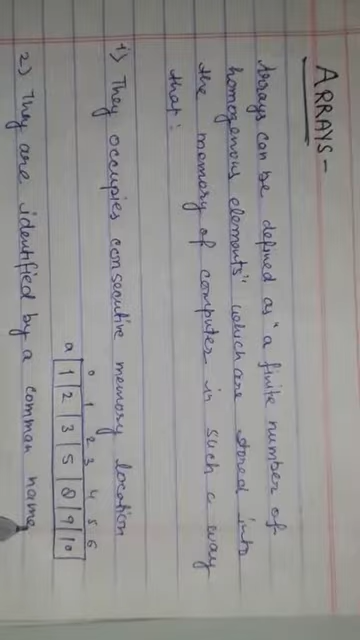 ARRAYS-
Arrays can be defined as "a finite number of
homogenous elements" which are stored into
the memory of computer in such a way
that:
1) They occupies consecutive memory location
0 1 2 3 4 5 6
a 1 2 3 5 8 9 10
2) They are identified by a common name